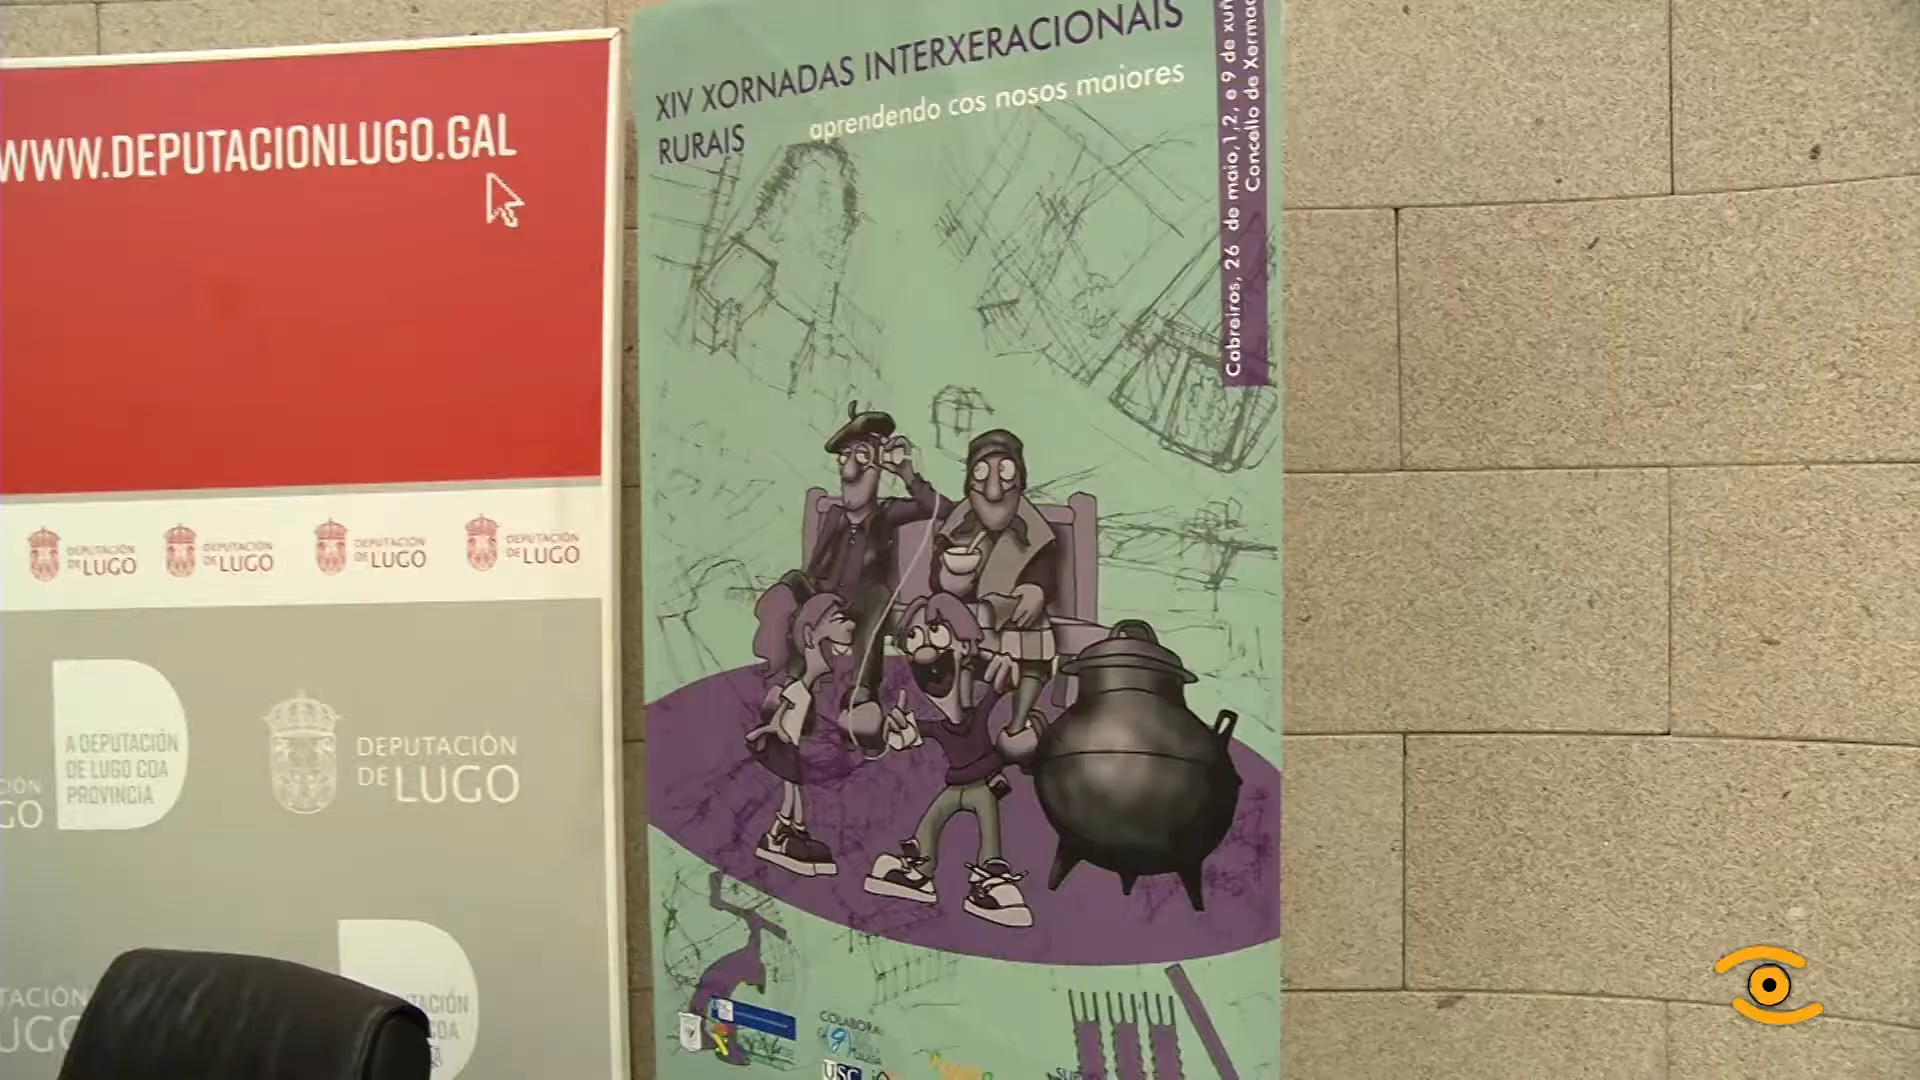 WWW.DEPUTACIONLUGO.GAL
DEPUTACIÓN
DE LUGO
DEPUTACIÓN
DE LUGO
DEPUTACIÓN
DE LUGO
DEPUTACIÓN
DE LUGO
A DEPUTACIÓN
DE LUGO COA
PROVINCIA
DEPUTACIÓN
DE LUGO
XIV XORNADAS INTERXERACIONAIS
RURAIS
aprendendo cos nosos maiores
Cabreiros, 26 de maio,1,2, e 9 de
Concello de
COLABORA:
USC